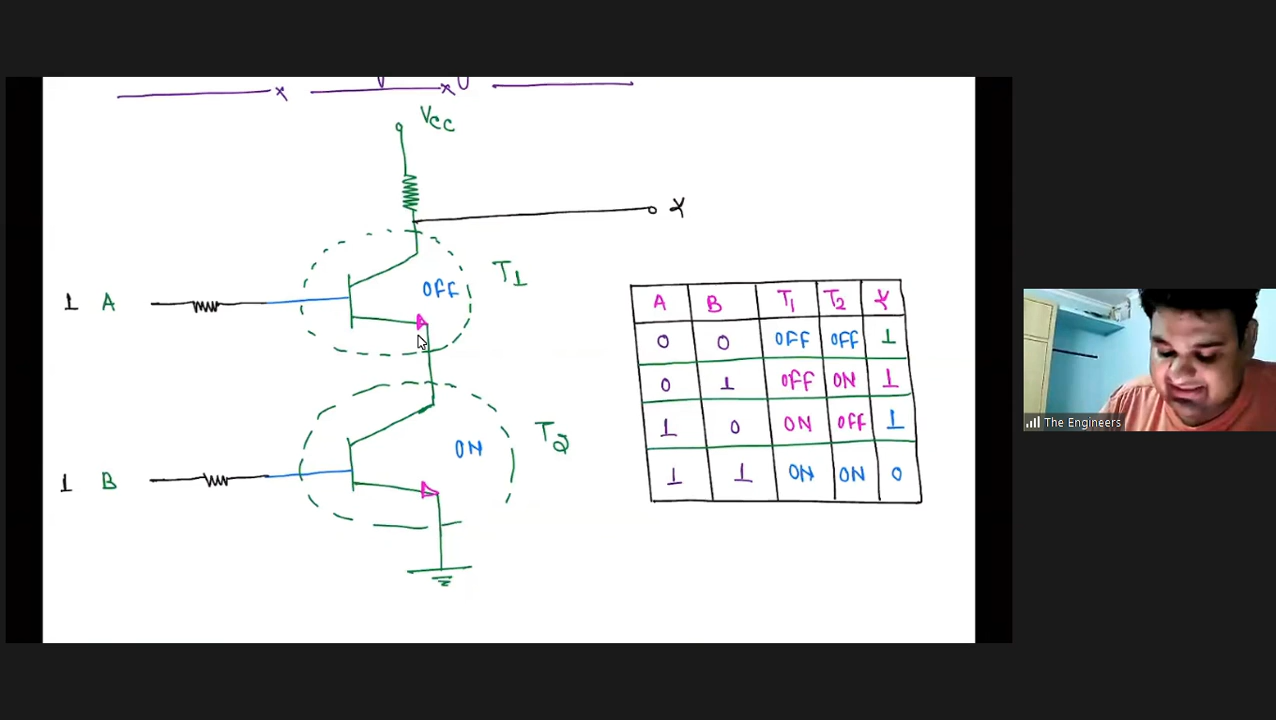 Vcc
Y
T1
OFF
1 A
A B T1 T2 Y
0 0 OFF OFF 1
0 1 OFF ON 1
1 0 ON OFF 1
1 1 ON ON 0
T2
ON
1 B
The Engineers